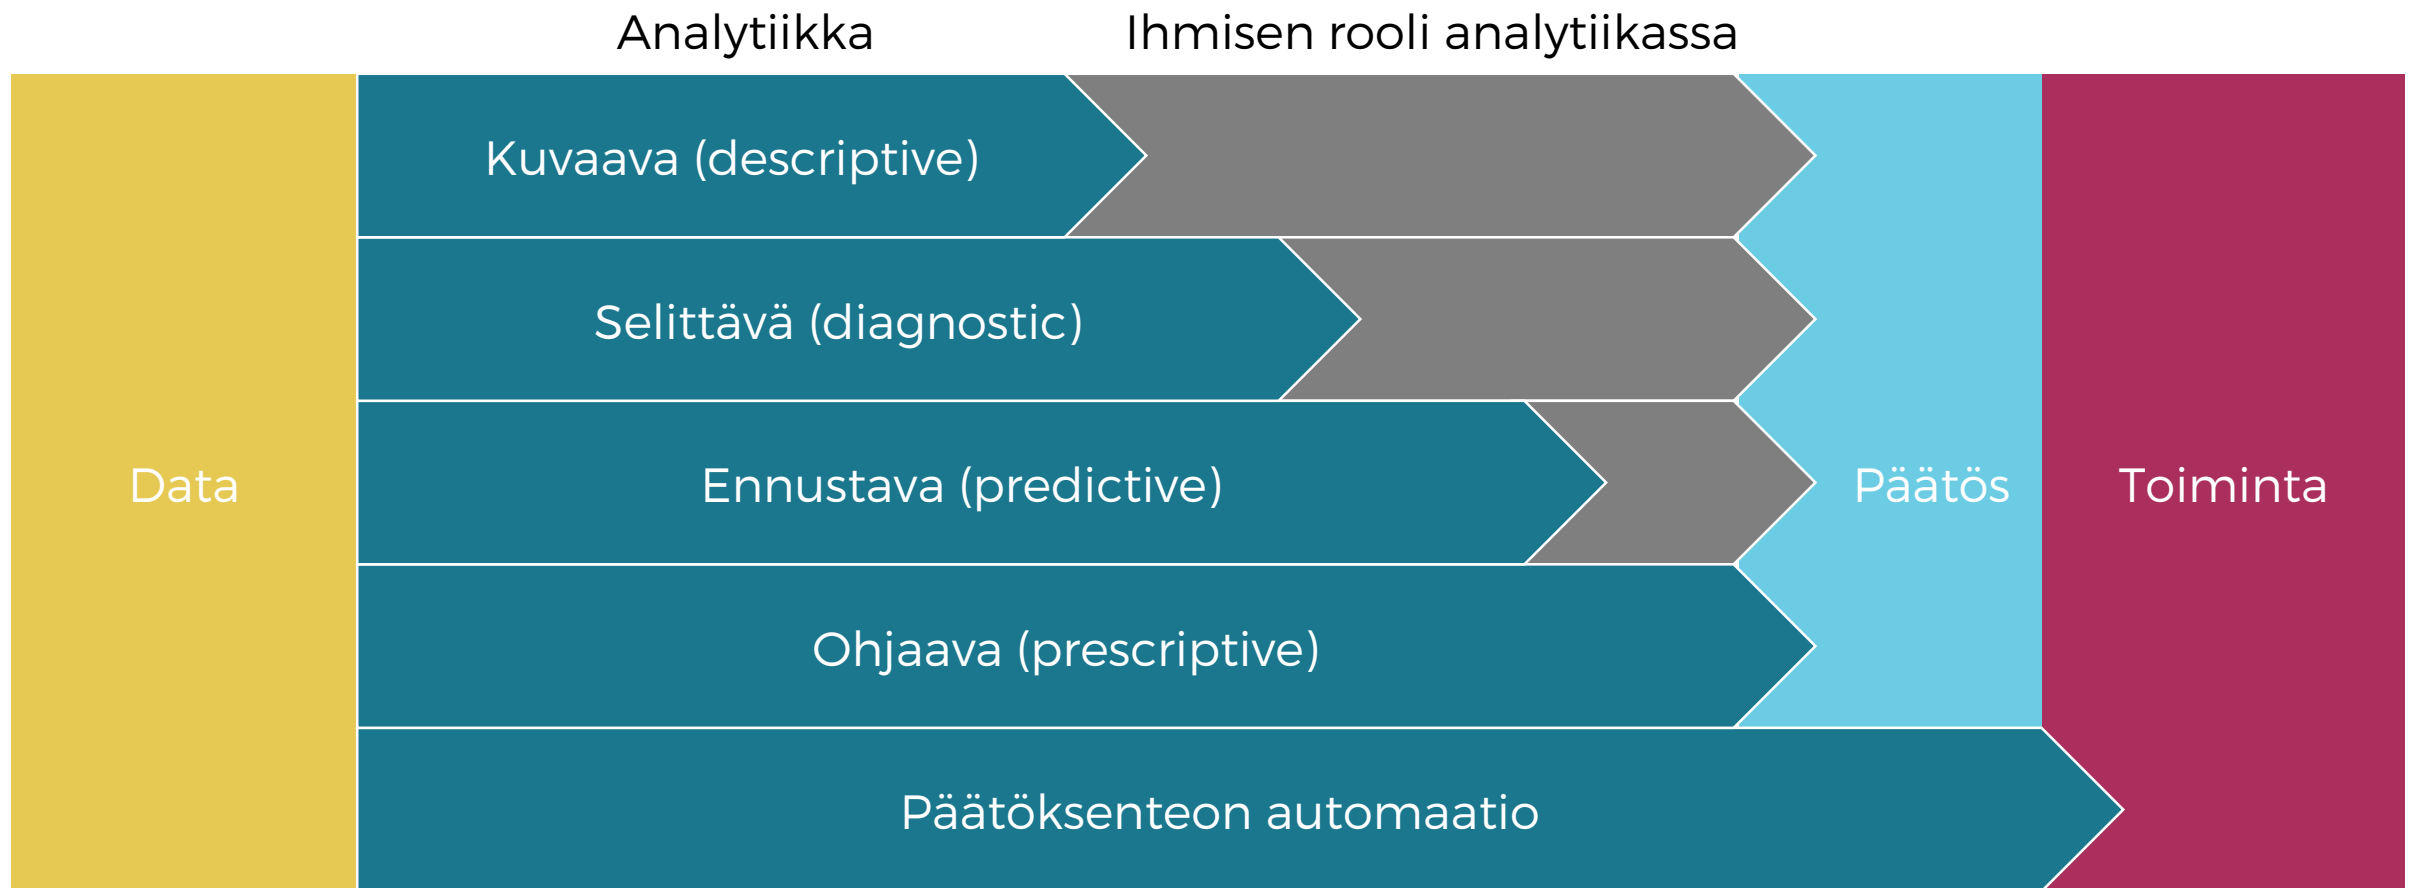 Analytiikka
Ihmisen rooli analytiikassa
Kuvaava (descriptive)
Selittävä (diagnostic)
Data
Ennustava (predictive)
Päätös
Toiminta
Ohjaava (prescriptive)
Päätöksenteon automaatio